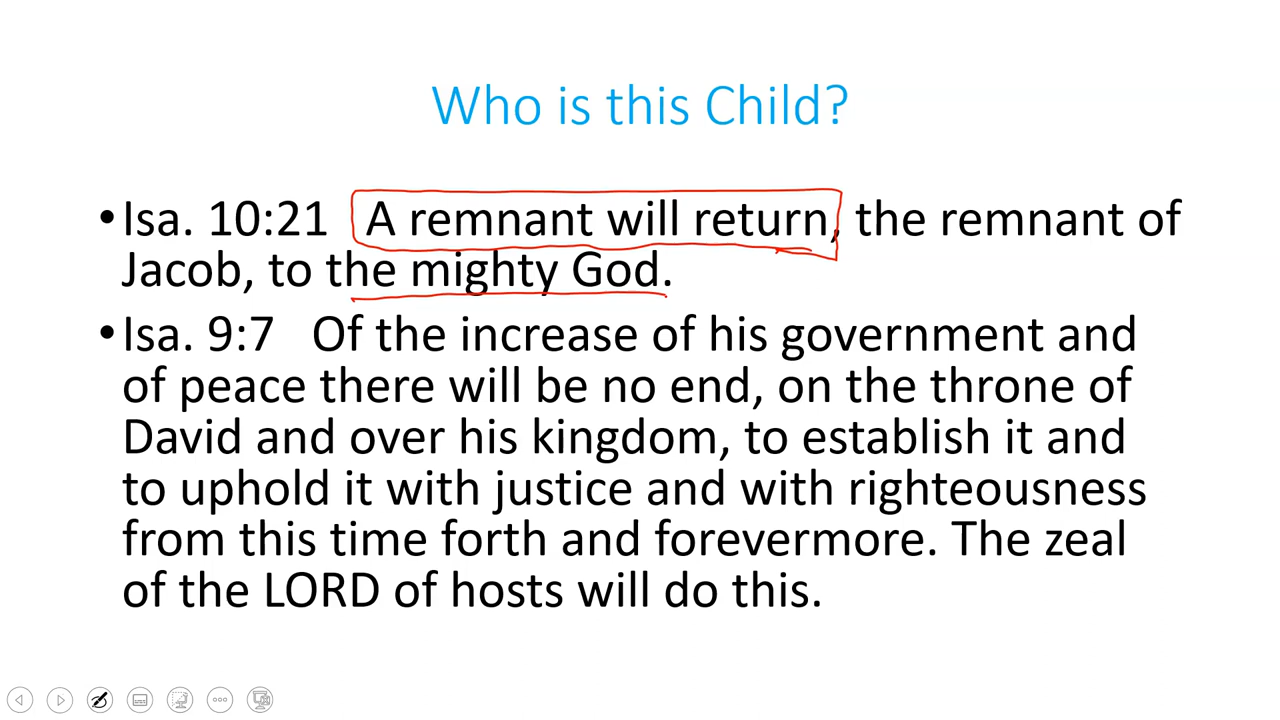 Who is this Child?
•Isa. 10:21 A remnant will return, the remnant of
Jacob, to the mighty God.
•Isa. 9:7 Of the increase of his government and
of peace there will be no end, on the throne of
David and over his kingdom, to establish it and
to uphold it with justice and with righteousness
from this time forth and forevermore. The zeal
of the LORD of hosts will do this.